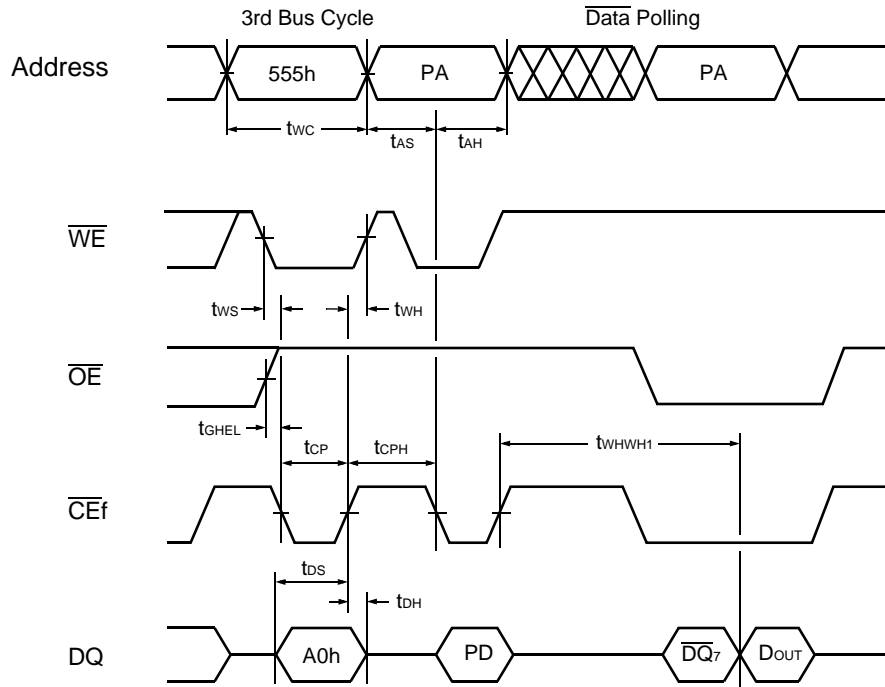 3rd Bus Cycle
Data Polling
Address
555h
PA
PA
tWC
tAS
tAH
WE
tWS
tWH
OE
tGHEL
tCP
tCPH
tWHWH1
CEf
tDS
tDH
DQ
A0h
PD
DQ7
DOUT